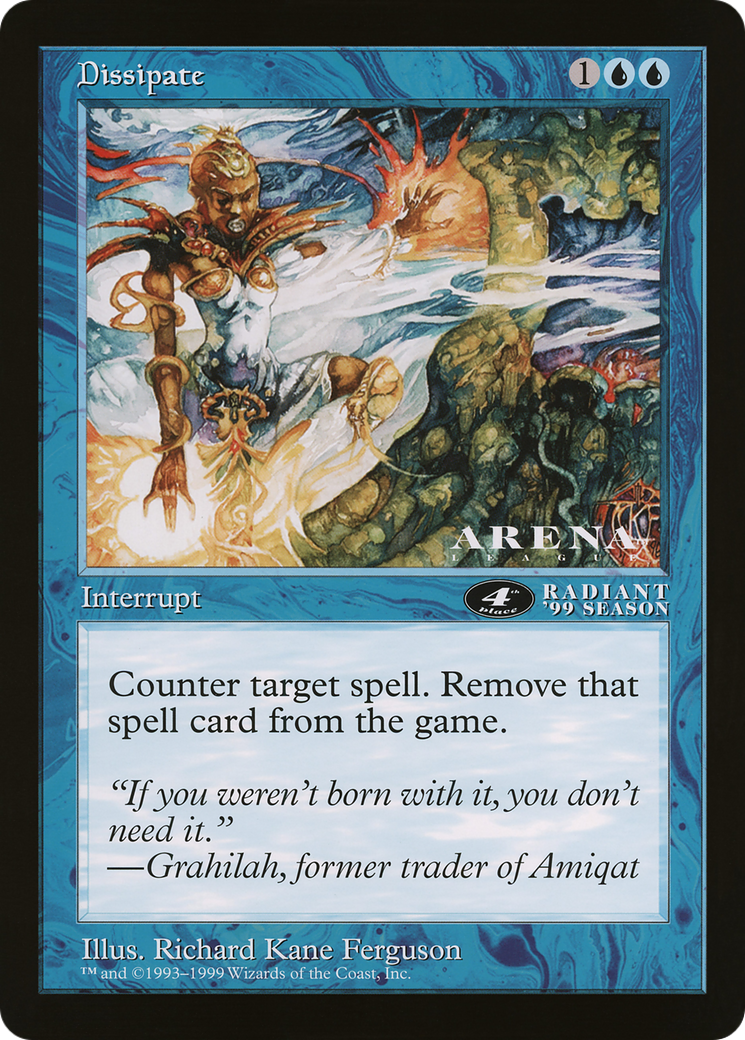 Dissipate 1
ARENA
LEAGUE
Interrupt
4th place
RADIANT
'99 SEASON
Counter target spell. Remove that
spell card from the game.
“If you weren’t born with it, you don’t
need it.”
—Grahilah, former trader of Amiqat
Illus. Richard Kane Ferguson
™ and ©1993–1999 Wizards of the Coast, Inc.